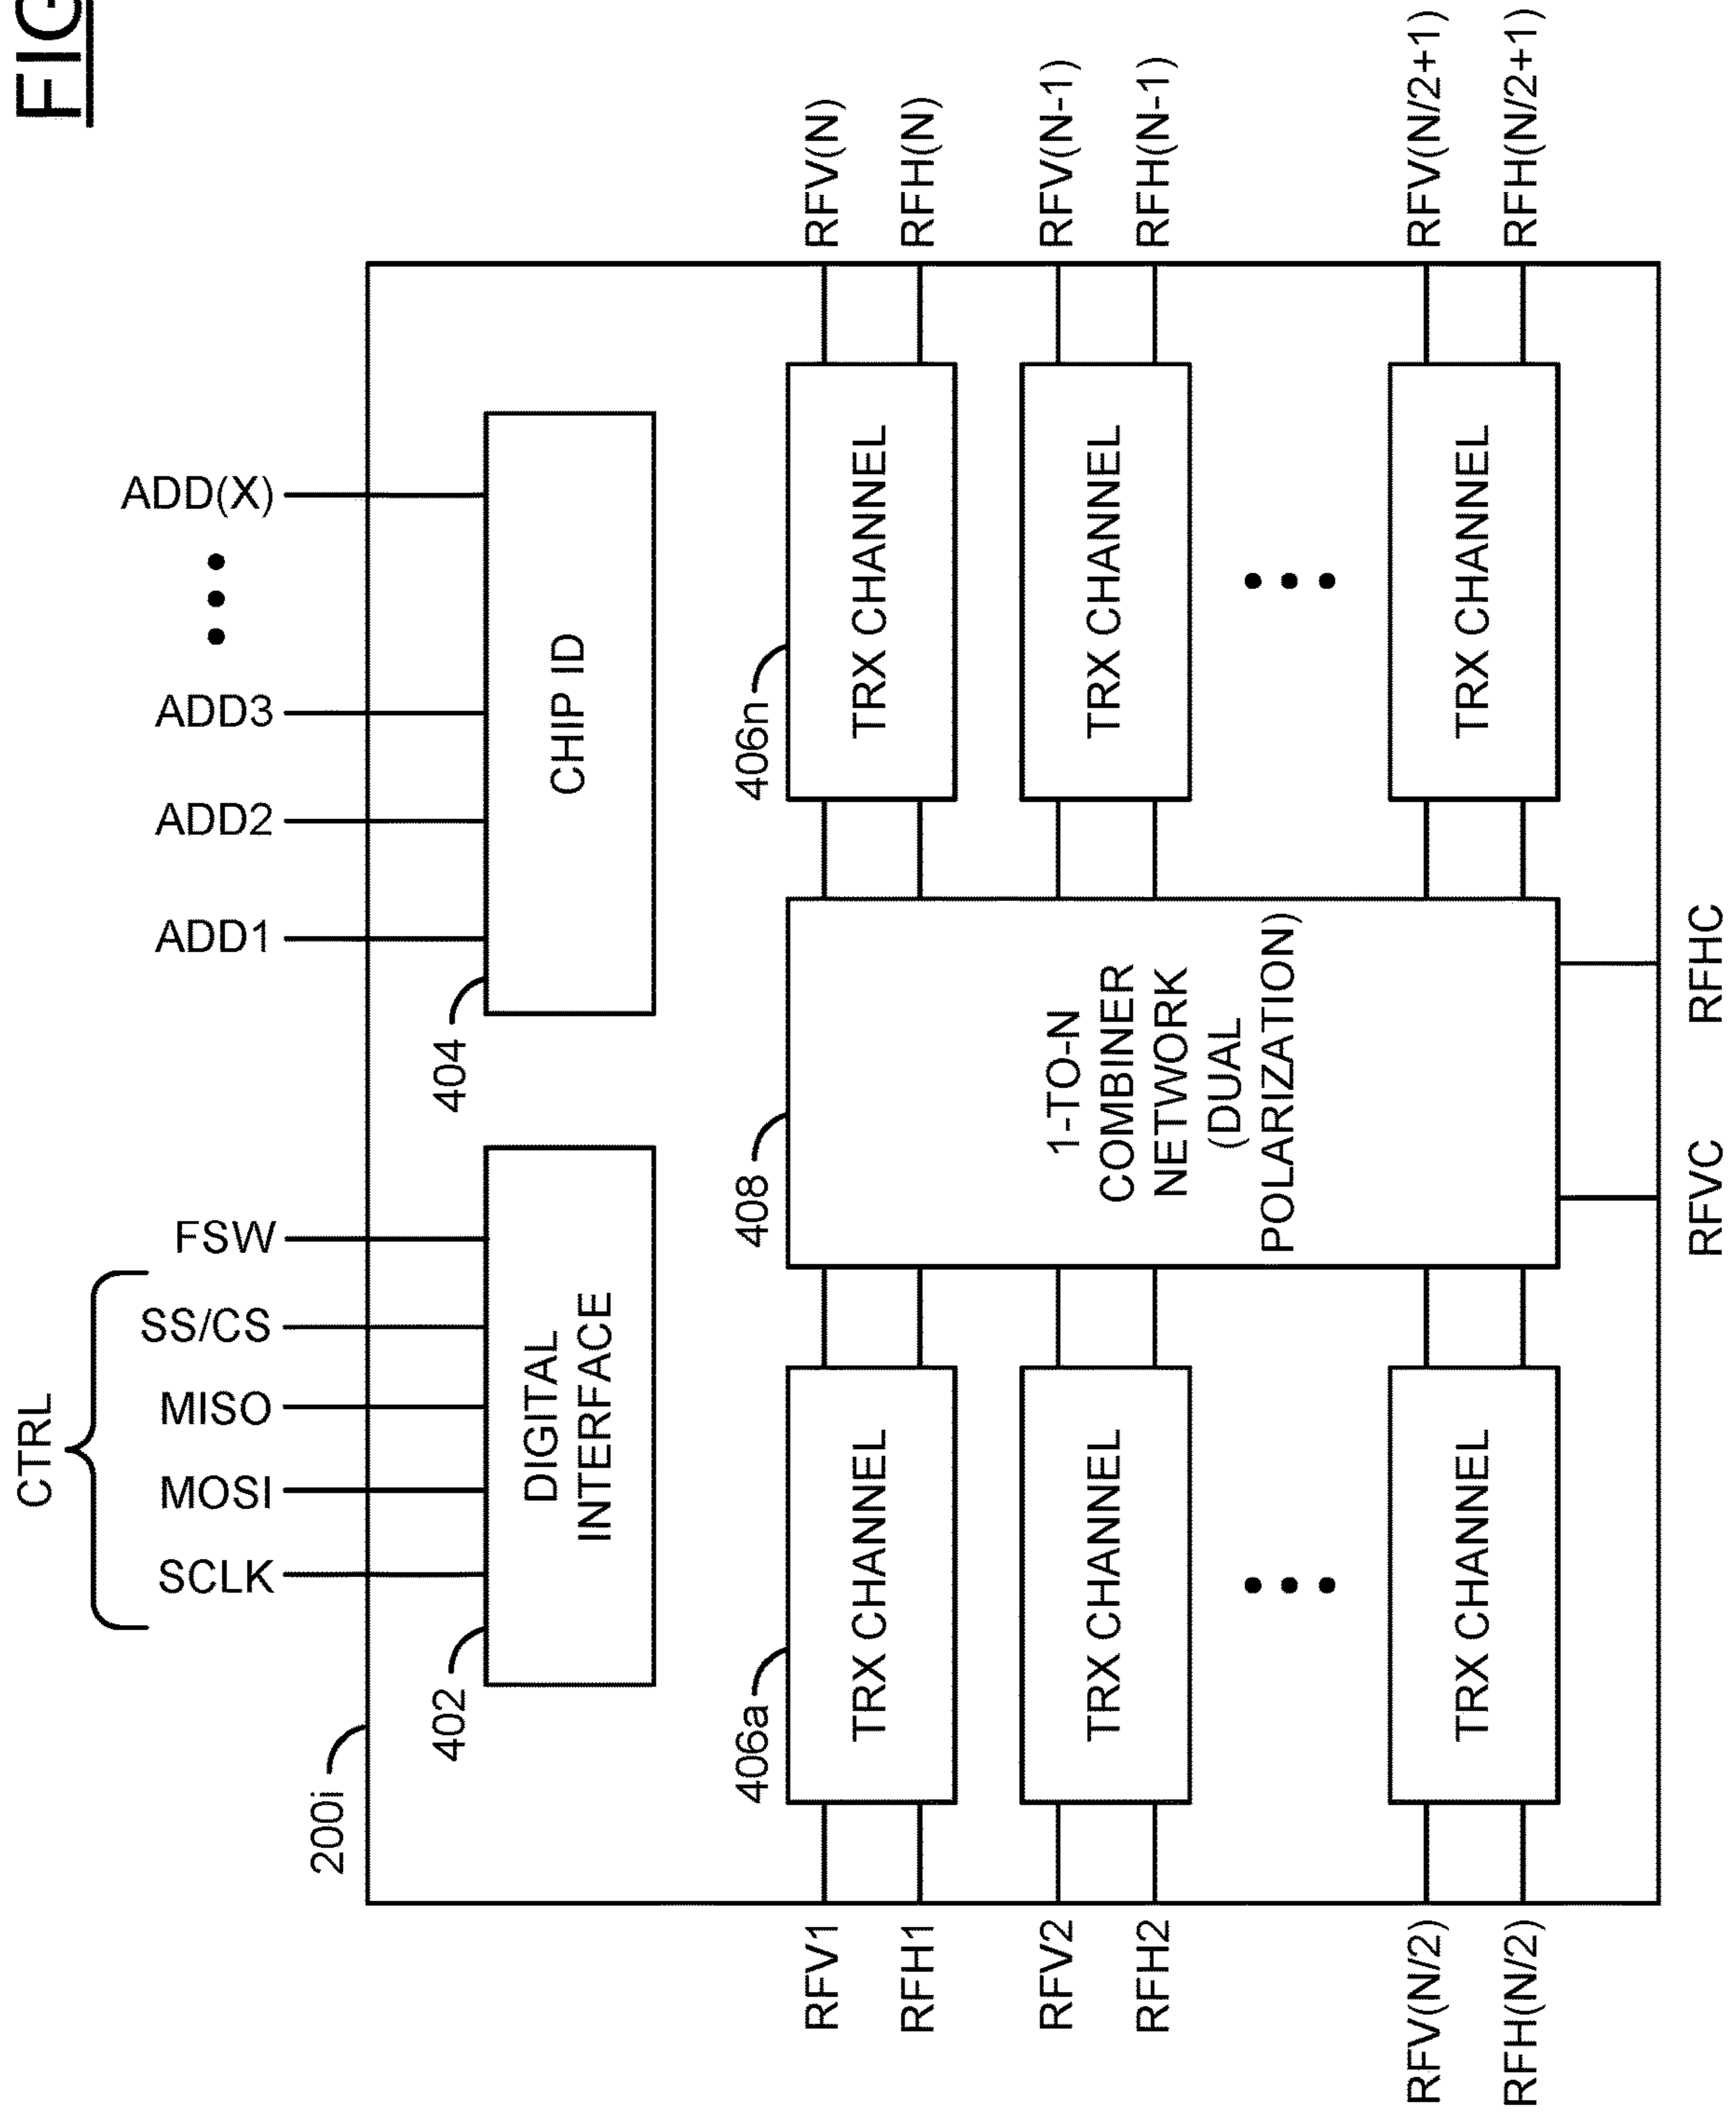 FIG
CTRL
SCLK
MOSI
MISO
SS/CS
FSW
ADD1
ADD2
ADD3
ADD(X)
200i
402
DIGITAL
INTERFACE
404
CHIP ID
406a
408
406n
RFV1
RFH1
TRX CHANNEL
TRX CHANNEL
RFV(N)
RFH(N)
RFV2
RFH2
TRX CHANNEL
1-TO-N
COMBINER
NETWORK
(DUAL
POLARIZATION)
TRX CHANNEL
RFV(N-1)
RFH(N-1)
RFV(N/2)
RFH(N/2)
TRX CHANNEL
TRX CHANNEL
RFV(N/2+1)
RFH(N/2+1)
RFVC
RFHC